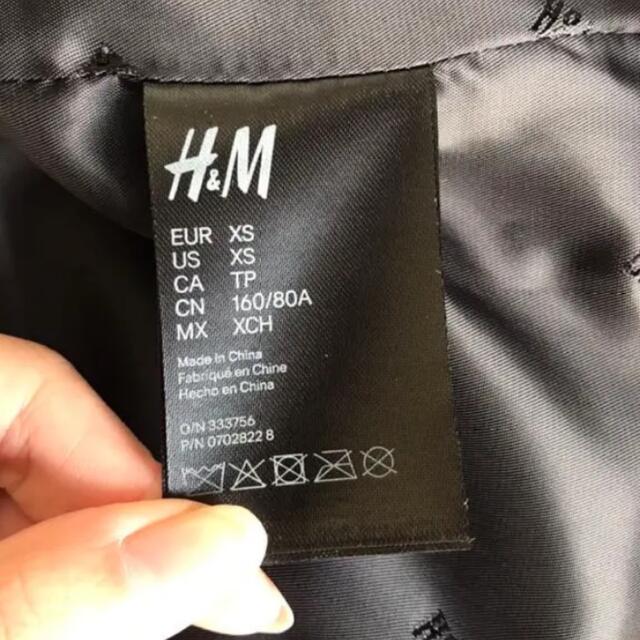 H&M
EUR XS
US XS
CA TP
CN 160/80A
MX XCH
Made in China
Fabriqué en Chine
Hecho en China
O/N 333756
P/N 0702822 8